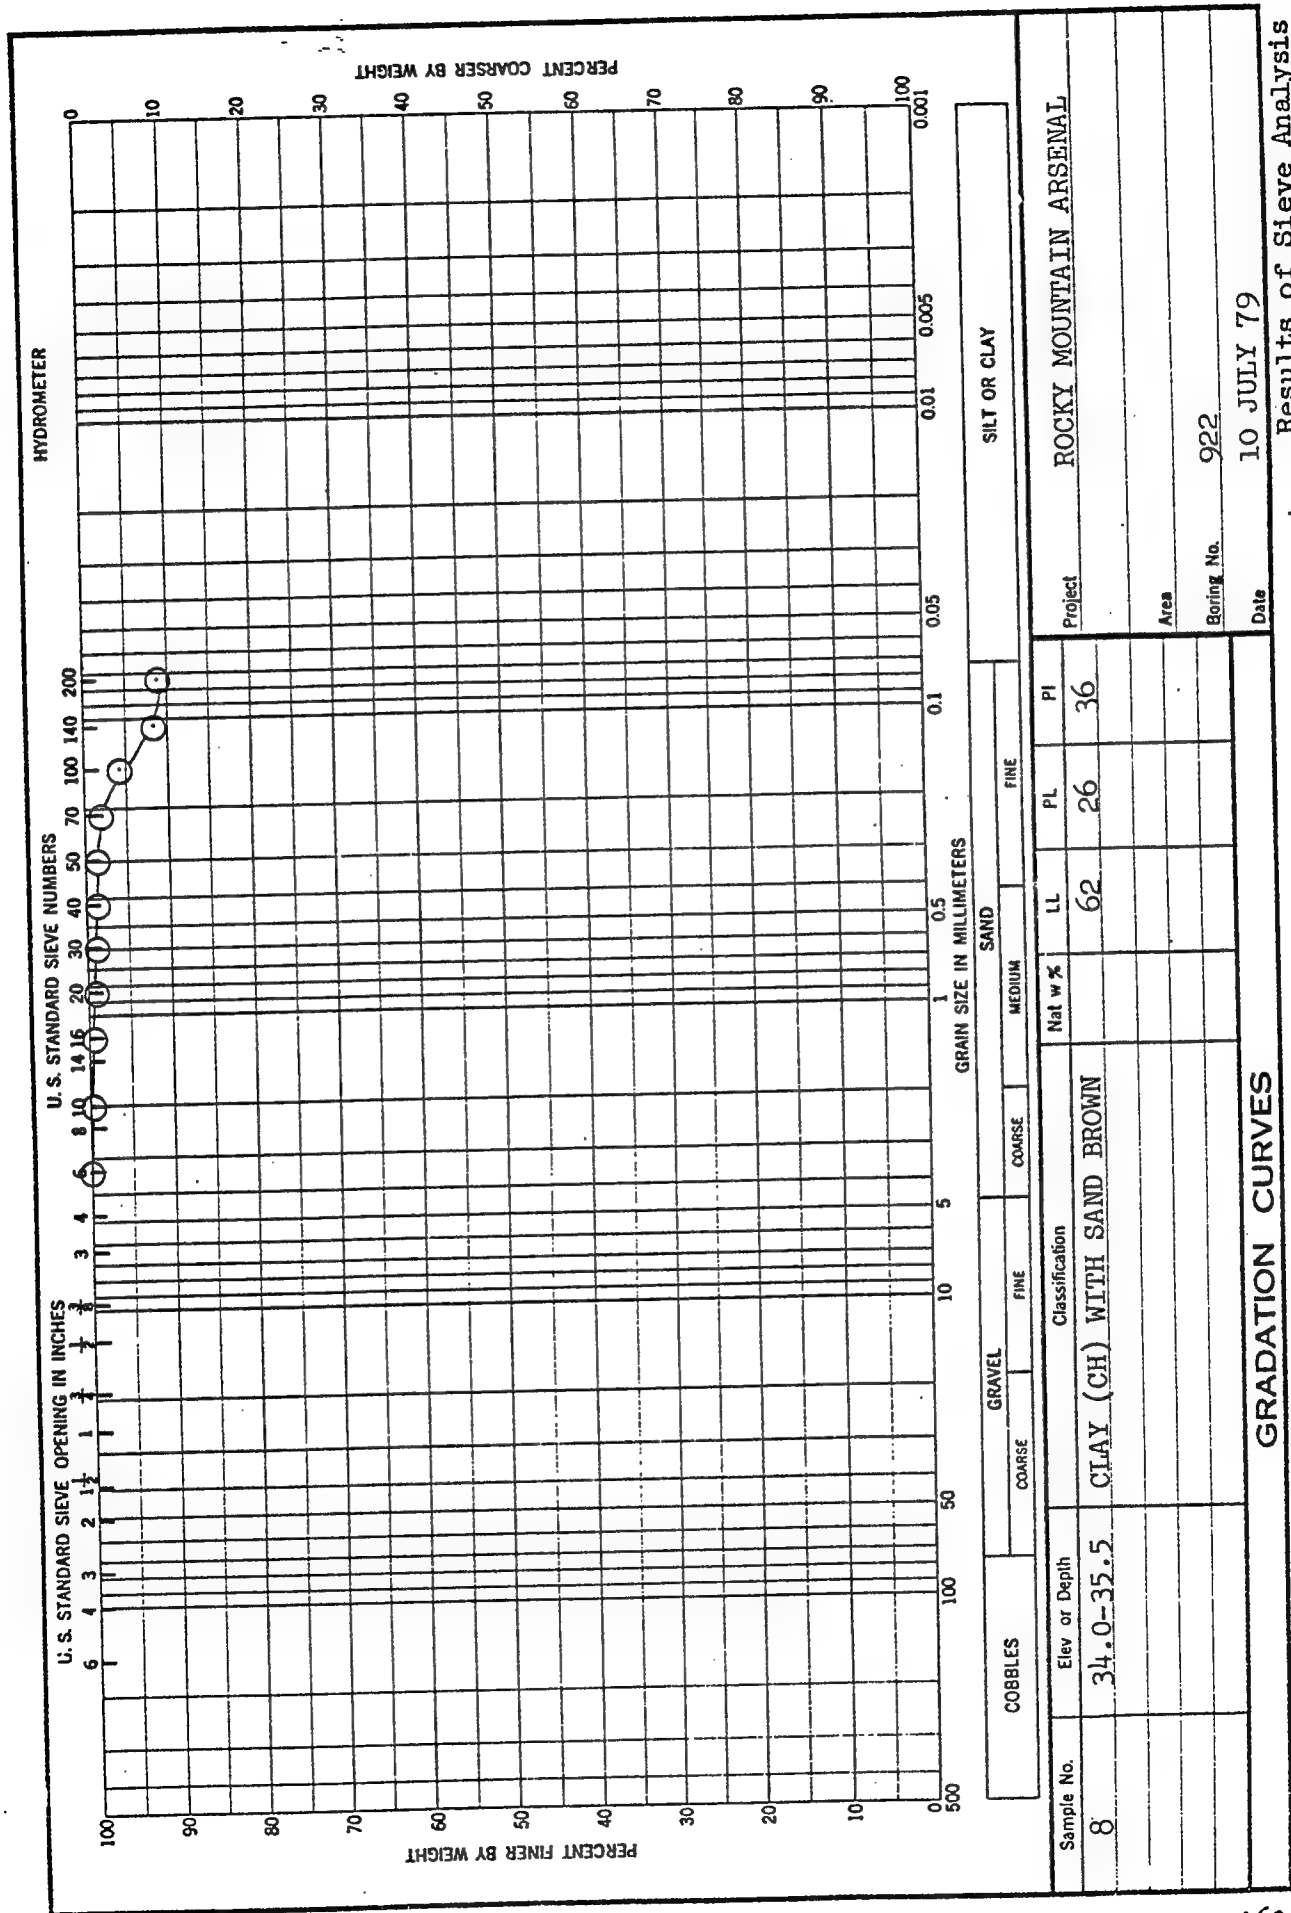 U. S. STANDARD SIEVE OPENING IN INCHES
U. S. STANDARD SIEVE NUMBERS
HYDROMETER
6 4 3 2 1½ 1 ¾ ½ ⅜ 3 4 6 8 10 14 16 20 30 40 50 70 100 140 200
PERCENT FINER BY WEIGHT
100
90
80
70
60
50
40
30
20
10
0
PERCENT COARSER BY WEIGHT
0
10
20
30
40
50
60
70
80
90
100
500 100 50 10 5 1 0.5 0.1 0.05 0.01 0.005 0.001
GRAIN SIZE IN MILLIMETERS
COBBLES
GRAVEL
COARSE
FINE
SAND
COARSE
MEDIUM
FINE
SILT OR CLAY
Sample No. Elev or Depth Classification Nat w % LL PL PI
8 34.0-35.5 CLAY (CH) WITH SAND BROWN 62 26 36
Project ROCKY MOUNTAIN ARSENAL
Area
Boring No. 922
Date 10 JULY 79
GRADATION CURVES
Results of Sieve Analysis